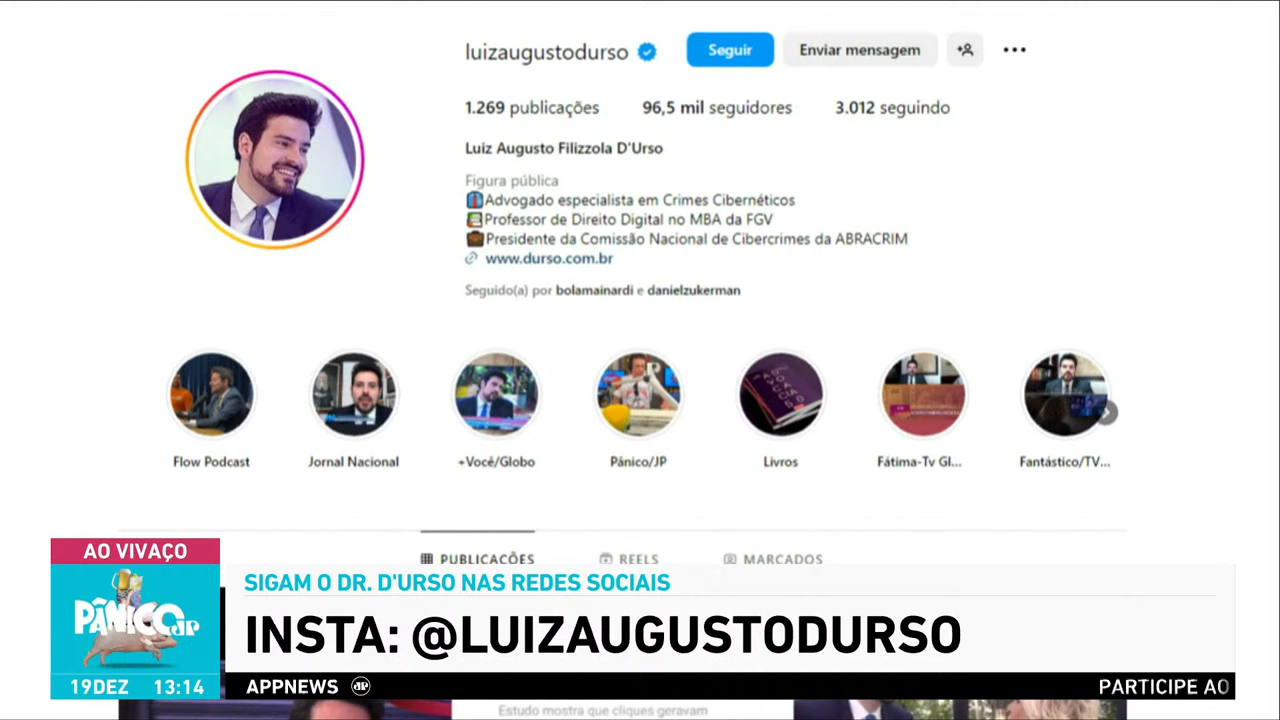 luizaugustodurso
Seguir
Enviar mensagem
1.269 publicações
96,5 mil seguidores
3.012 seguindo
Luiz Augusto Filizzola D'Urso
Figura pública
Advogado especialista em Crimes Cibernéticos
Professor de Direito Digital no MBA da FGV
Presidente da Comissão Nacional de Cibercrimes da ABRACRIM
www.durso.com.br
Seguido(a) por bolamainardi e danielzukerman
Flow Podcast
Jornal Nacional
+Você/Globo
Pânico/JP
Livros
Fátima-Tv Gl...
Fantástico/TV...
PUBLICAÇÕES
REELS
MARCADOS
AO VIVAÇO
PÂNICO JP
19DEZ 13:14
SIGAM O DR. D'URSO NAS REDES SOCIAIS
INSTA: @LUIZAUGUSTODURSO
APPNEWS JP
PARTICIPE AO
Estudo mostra que cliques geravam